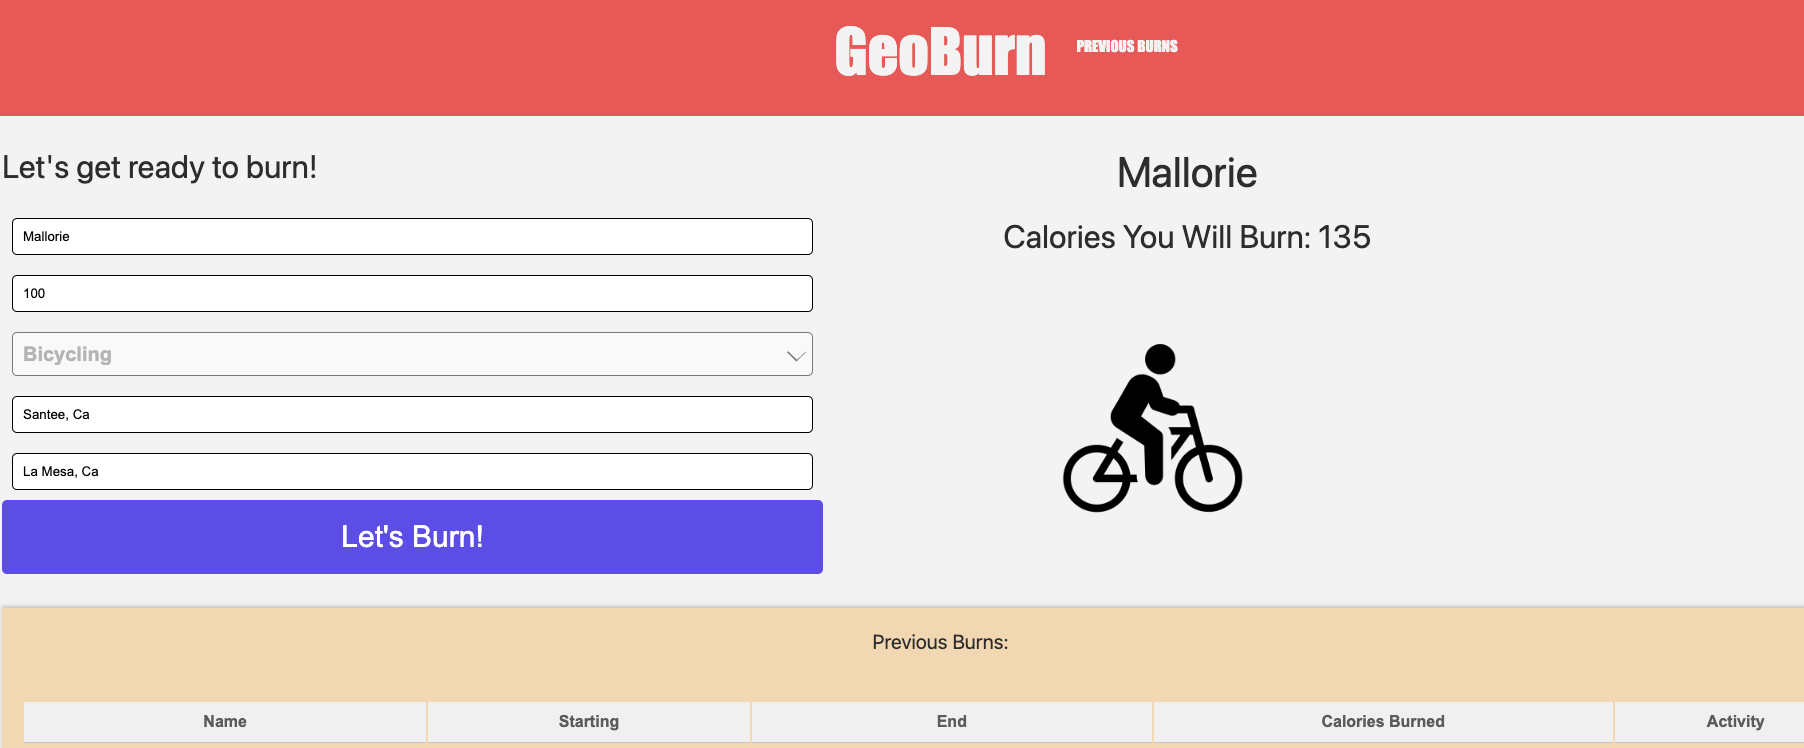 GeoBurn
PREVIOUS BURNS
Let's get ready to burn!
Mallorie
100
Bicycling
Santee, Ca
La Mesa, Ca
Let's Burn!
Mallorie
Calories You Will Burn: 135
Previous Burns:
Name Starting End Calories Burned Activity